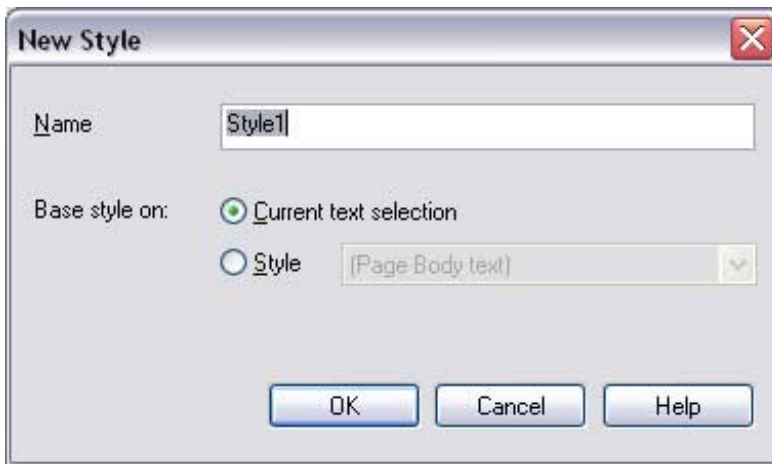 New Style
Name Style1
Base style on: Current text selection
Style (Page Body text)
OK Cancel Help